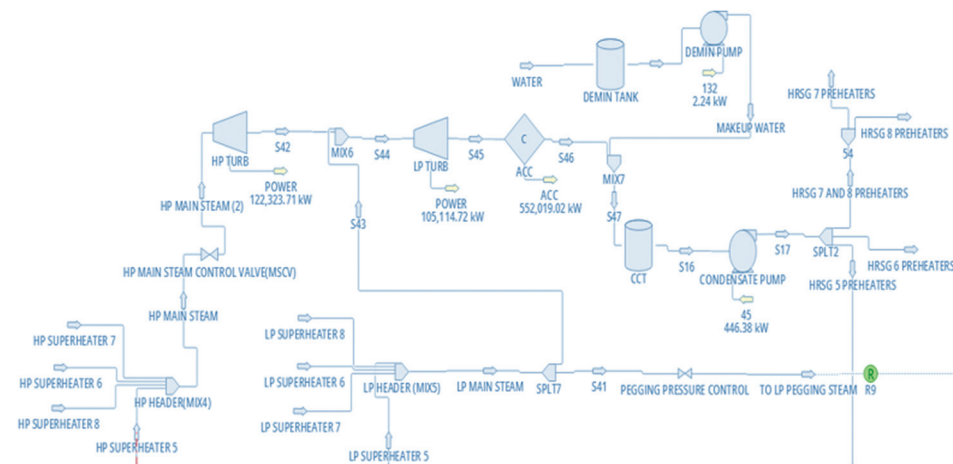 DEMIN PUMP
WATER
DEMIN TANK
132
2.24 kW
HRSG 7 PREHEATERS
HRSG 8 PREHEATERS
S4
MAKEUP WATER
HP TURB
S42
MIX6
S44
LP TURB
S45
C
ACC
S46
MIX7
POWER
122,323.71 kW
POWER
105,114.72 kW
ACC
552,019.02 kW
HRSG 7 AND 8 PREHEATERS
HP MAIN STEAM (2)
S43
S47
HP MAIN STEAM CONTROL VALVE(MSCV)
CCT
S16
CONDENSATE PUMP
S17
SPLT2
HRSG 6 PREHEATERS
HRSG 5 PREHEATERS
45
446.38 kW
HP MAIN STEAM
HP SUPERHEATER 7
HP SUPERHEATER 6
HP SUPERHEATER 8
HP HEADER(MIX4)
HP SUPERHEATER 5
LP SUPERHEATER 8
LP SUPERHEATER 6
LP SUPERHEATER 7
LP HEADER (MIX5)
LP MAIN STEAM
SPLT7
S41
PEGGING PRESSURE CONTROL
TO LP PEGGING STEAM
R
R9
LP SUPERHEATER 5